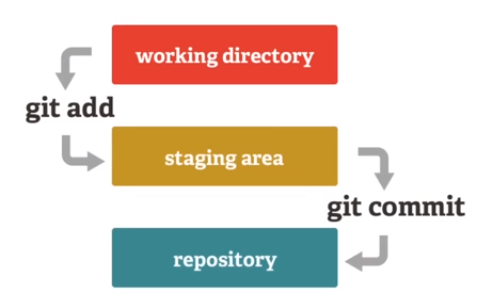 working directory
git add
staging area
git commit
repository